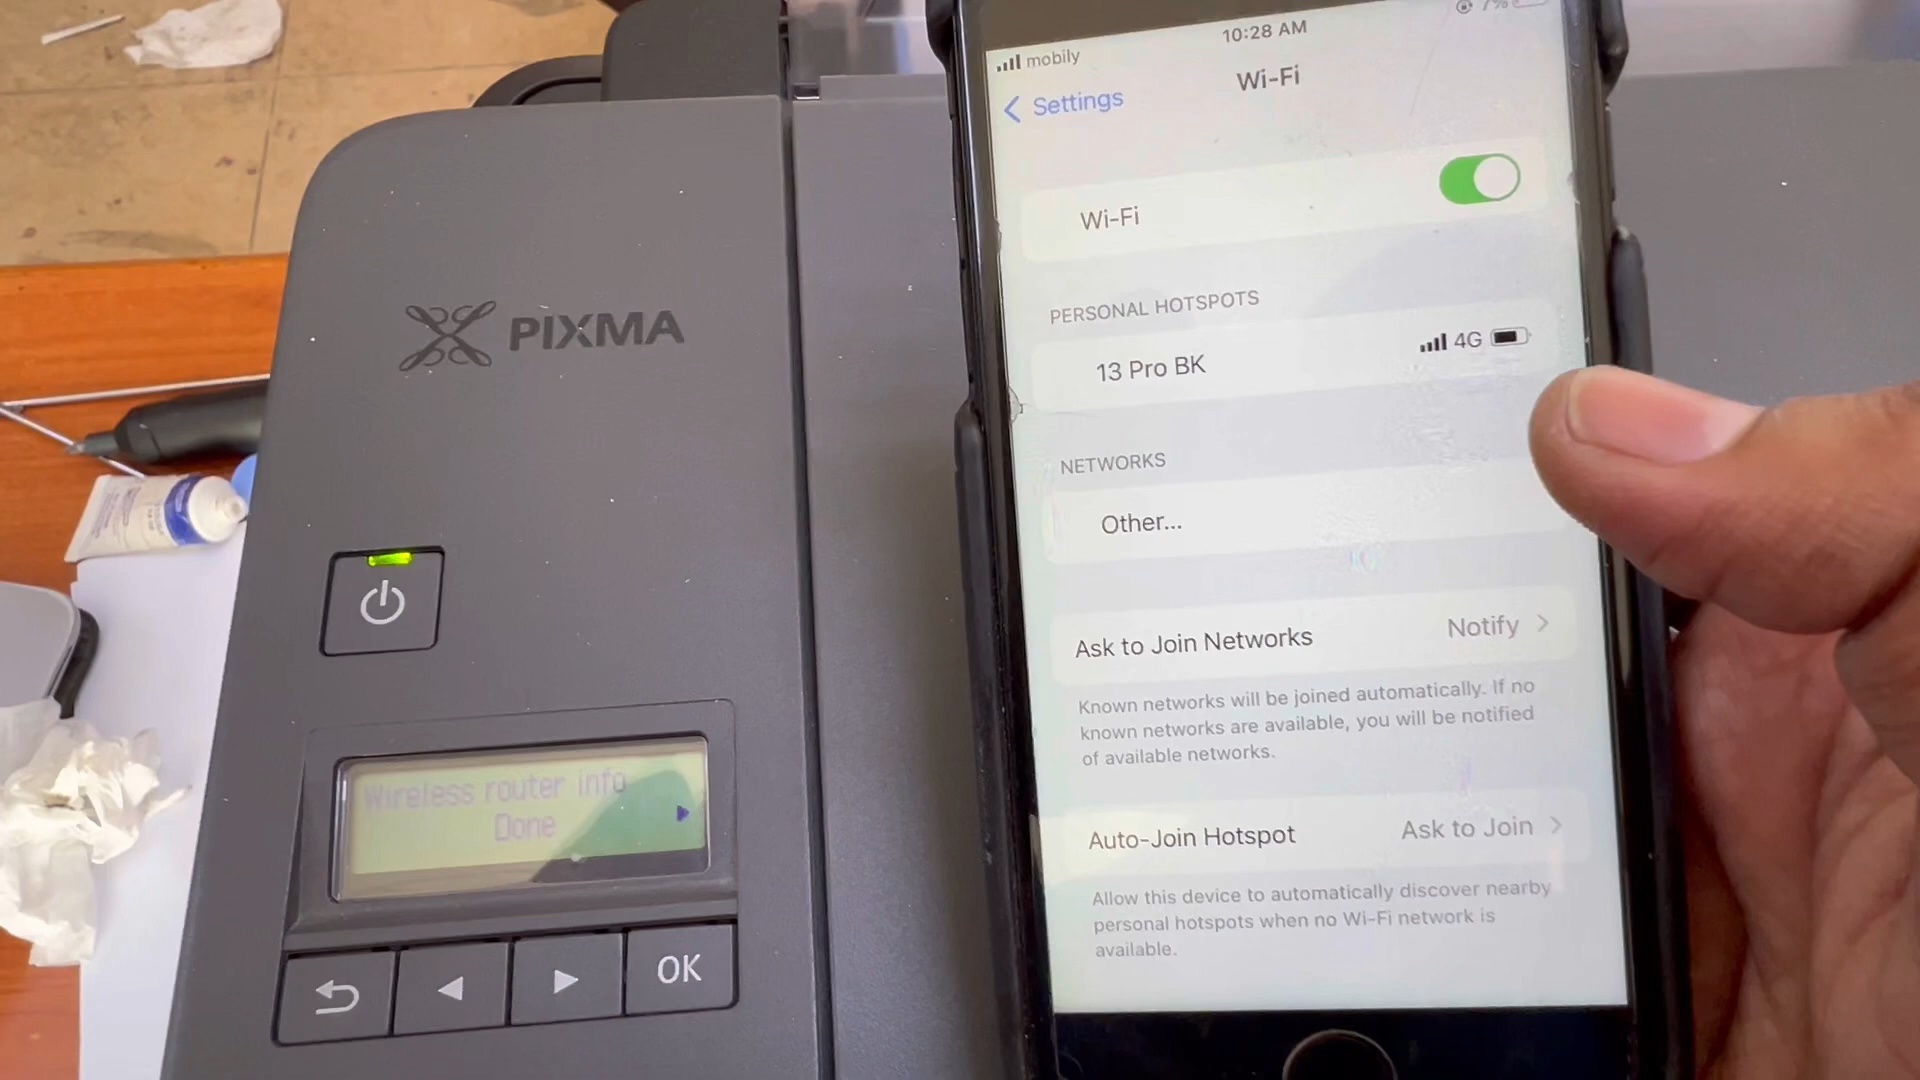 PIXMA
Wireless router info
Done
OK
mobily
10:28 AM
7%
Settings
Wi-Fi
Wi-Fi
PERSONAL HOTSPOTS
13 Pro BK
4G
NETWORKS
Other...
Ask to Join Networks
Notify
Known networks will be joined automatically. If no
known networks are available, you will be notified
of available networks.
Auto-Join Hotspot
Ask to Join
Allow this device to automatically discover nearby
personal hotspots when no Wi-Fi network is
available.